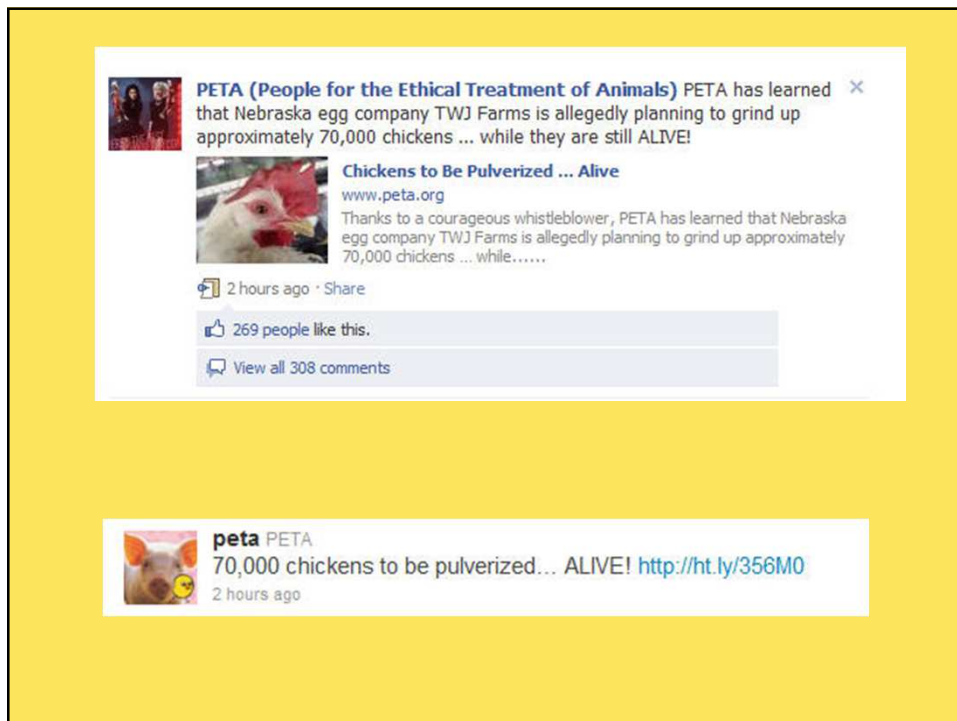 PETA (People for the Ethical Treatment of Animals) PETA has learned
that Nebraska egg company TWJ Farms is allegedly planning to grind up
approximately 70,000 chickens ... while they are still ALIVE!
Chickens to Be Pulverized ... Alive
www.peta.org
Thanks to a courageous whistleblower, PETA has learned that Nebraska
egg company TWJ Farms is allegedly planning to grind up approximately
70,000 chickens ... while......
2 hours ago · Share
269 people like this.
View all 308 comments
peta PETA
70,000 chickens to be pulverized... ALIVE! http://ht.ly/356M0
2 hours ago